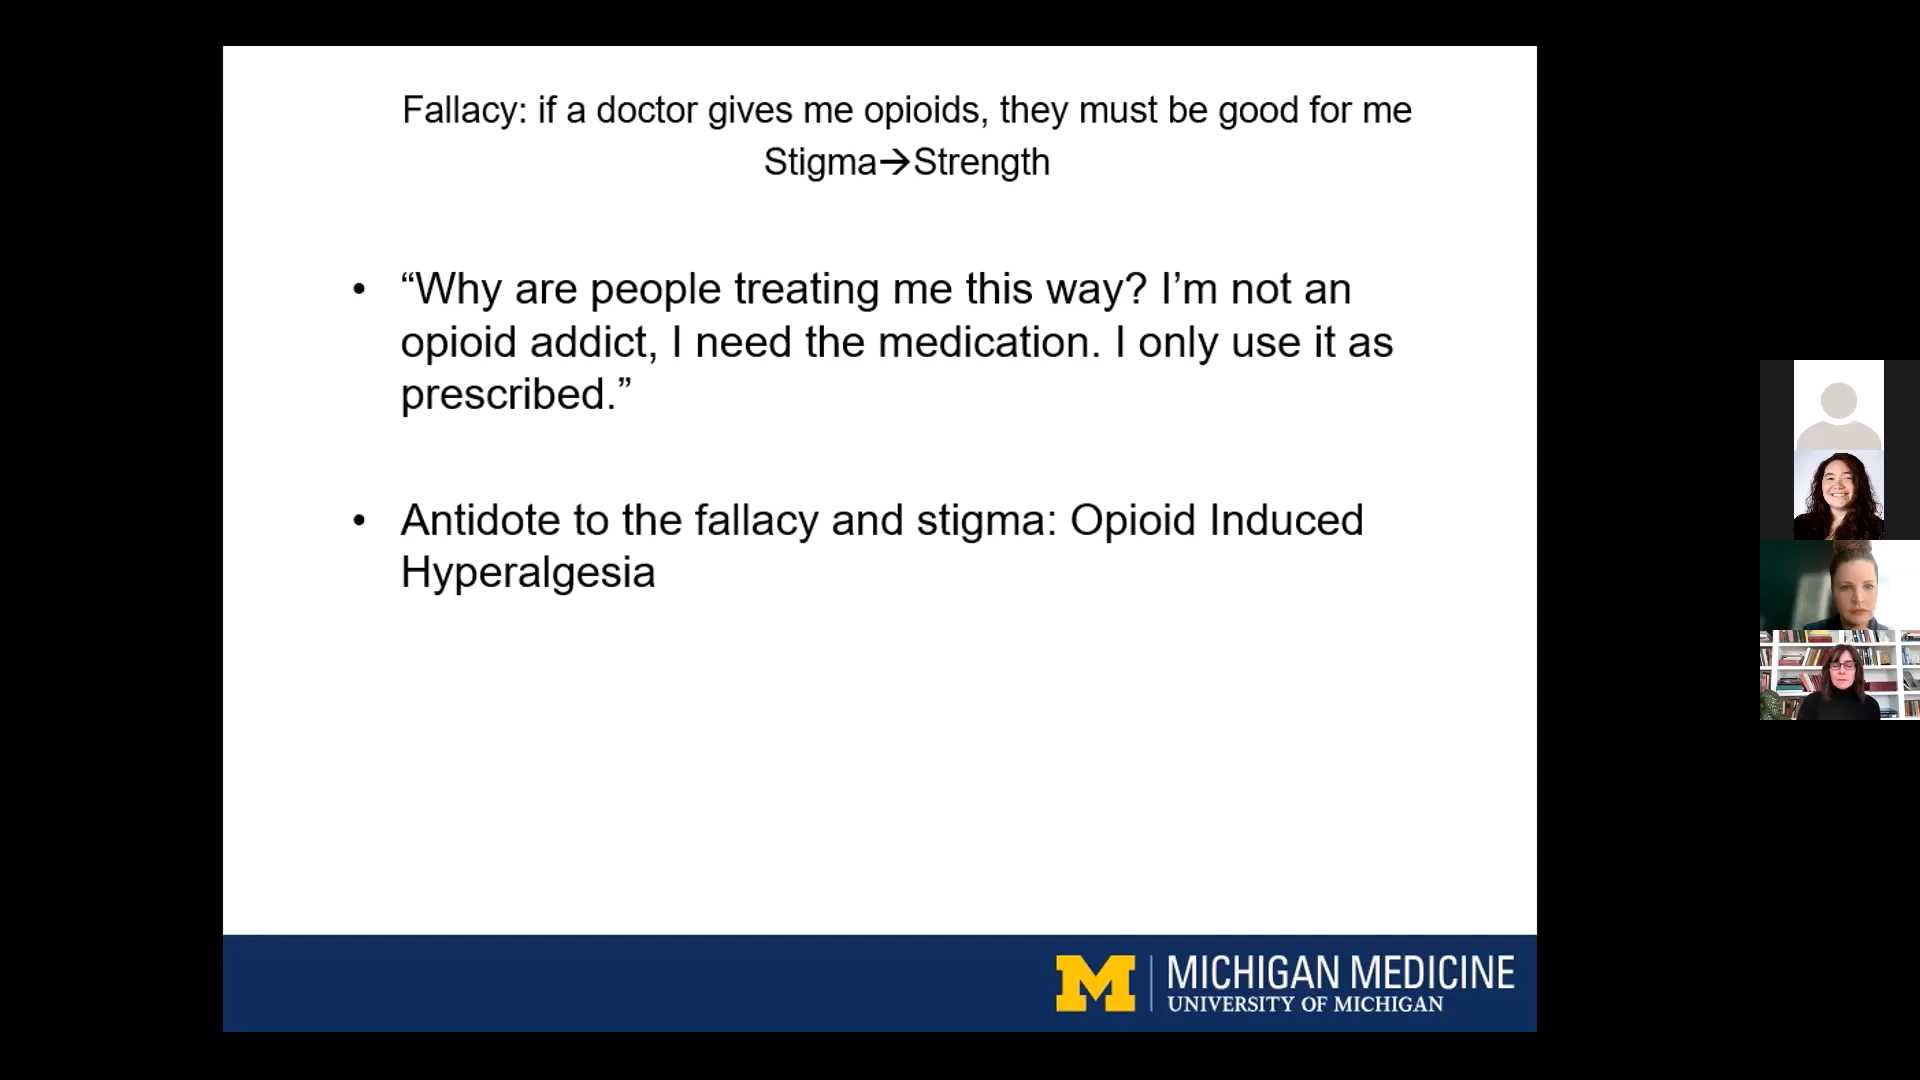 Fallacy: if a doctor gives me opioids, they must be good for me
Stigma→Strength
• “Why are people treating me this way? I’m not an
opioid addict, I need the medication. I only use it as
prescribed.”
• Antidote to the fallacy and stigma: Opioid Induced
Hyperalgesia
M | MICHIGAN MEDICINE
UNIVERSITY OF MICHIGAN